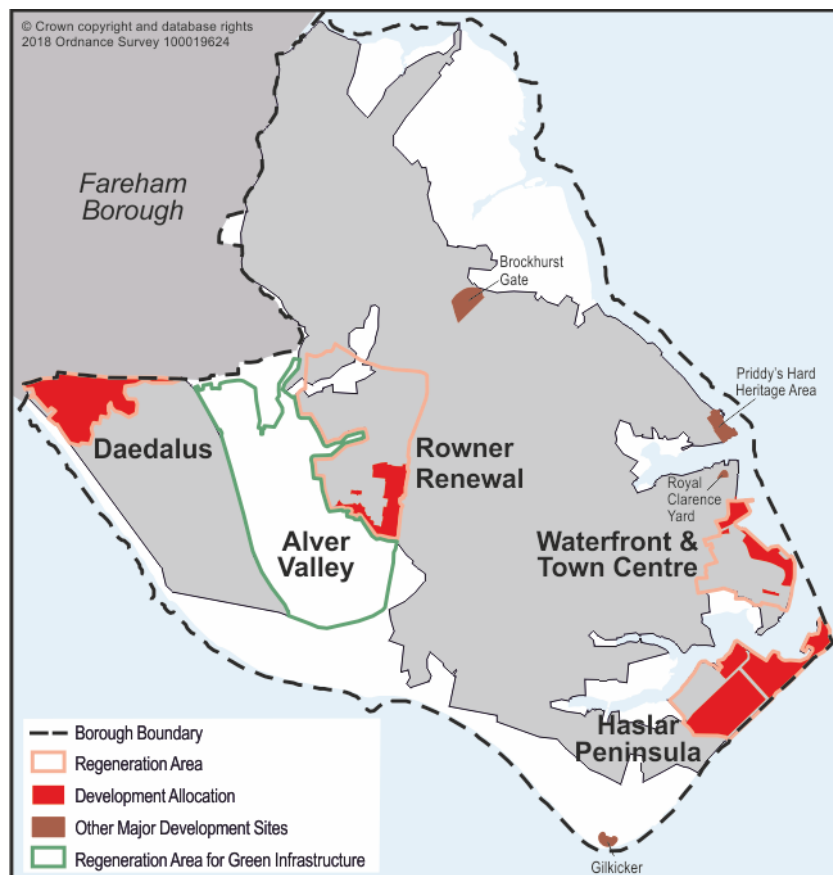 © Crown copyright and database rights
2018 Ordnance Survey 100019624
Fareham
Borough
Brockhurst
Gate
Priddy's Hard
Heritage Area
Daedalus
Rowner
Renewal
Royal
Clarence
Yard
Alver
Valley
Waterfront &
Town Centre
Haslar
Peninsula
Gilkicker
Borough Boundary
Regeneration Area
Development Allocation
Other Major Development Sites
Regeneration Area for Green Infrastructure